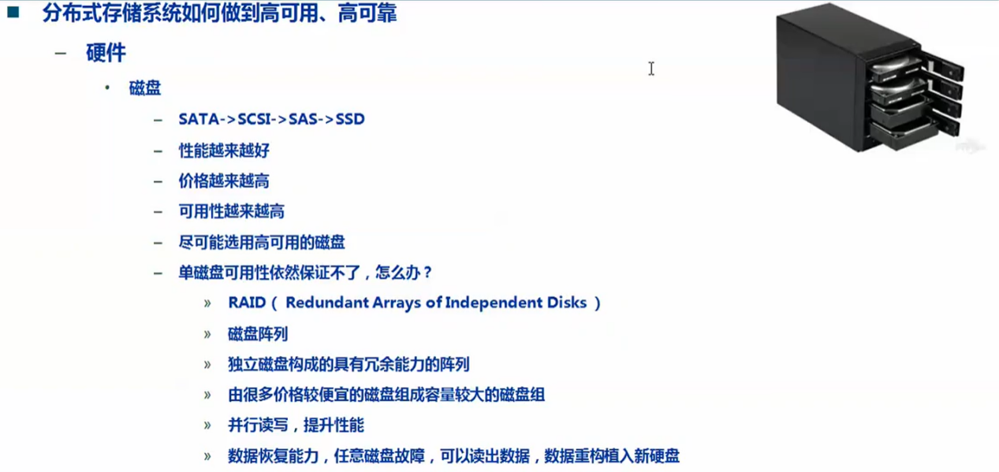 分布式存储系统如何做到高可用、高可靠
– 硬件
• 磁盘
– SATA->SCSI->SAS->SSD
– 性能越来越好
– 价格越来越高
– 可用性越来越高
– 尽可能选用高可用的磁盘
– 单磁盘可用性依然保证不了，怎么办？
» RAID（ Redundant Arrays of Independent Disks ）
» 磁盘阵列
» 独立磁盘构成的具有冗余能力的阵列
» 由很多价格较便宜的磁盘组成容量较大的磁盘组
» 并行读写，提升性能
» 数据恢复能力，任意磁盘故障，可以读出数据，数据重构植入新硬盘